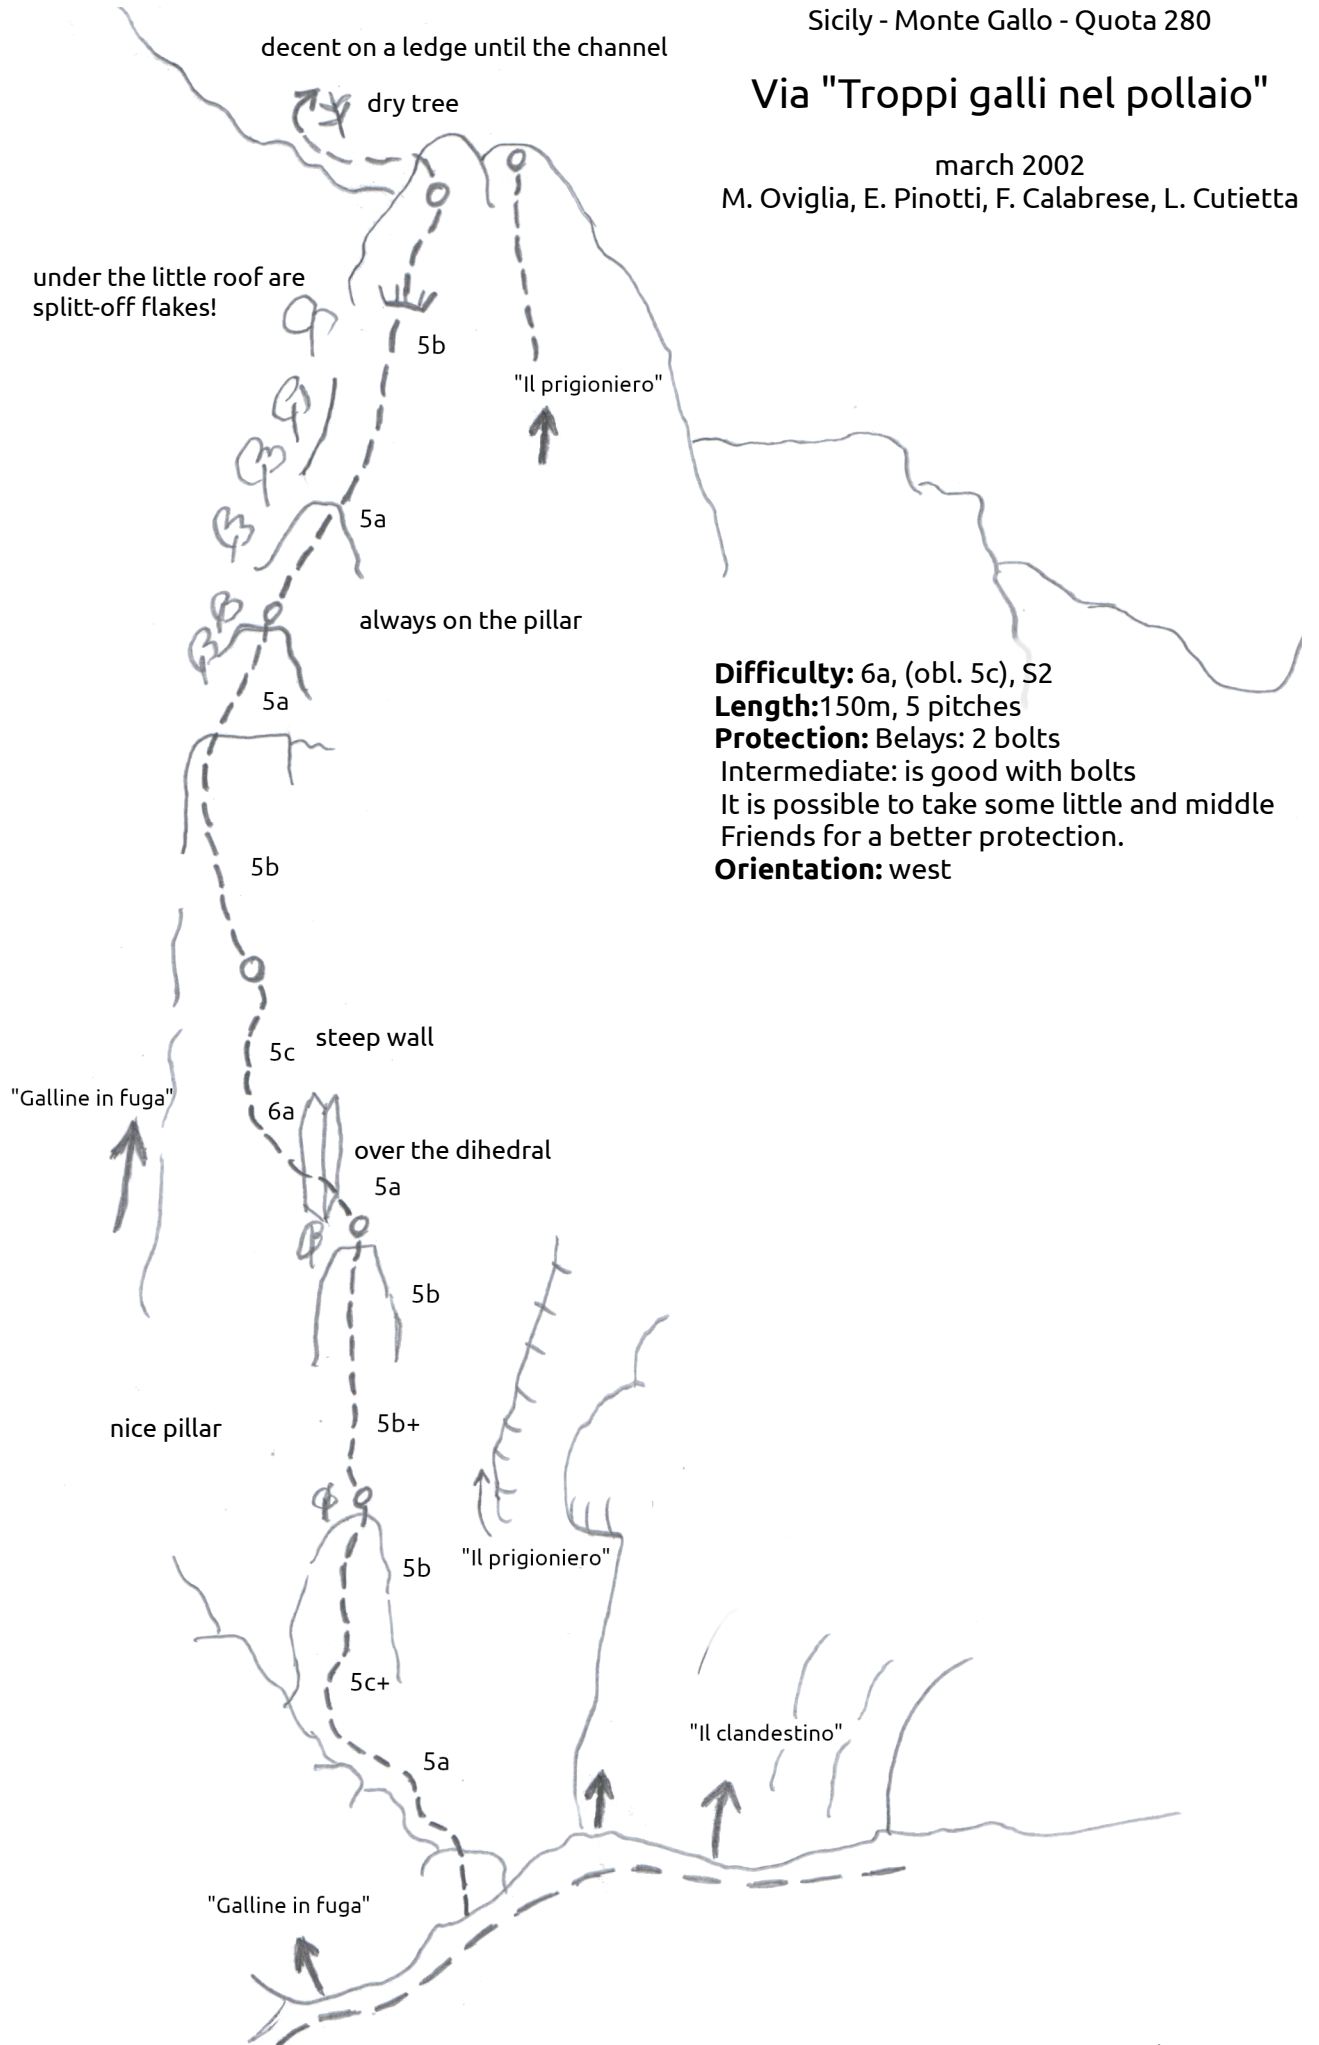 Sicily - Monte Gallo - Quota 280
Via "Troppi galli nel pollaio"
march 2002
M. Oviglia, E. Pinotti, F. Calabrese, L. Cutietta
decent on a ledge until the channel
dry tree
under the little roof are
splitt-off flakes!
5b
"Il prigioniero"
5a
always on the pillar
Difficulty: 6a, (obl. 5c), S2
Length:150m, 5 pitches
Protection: Belays: 2 bolts
Intermediate: is good with bolts
It is possible to take some little and middle
Friends for a better protection.
Orientation: west
5a
5b
steep wall
5c
"Galline in fuga"
6a
over the dihedral
5a
5b
5b+
nice pillar
"Il prigioniero"
5b
5c+
"Il clandestino"
5a
"Galline in fuga"